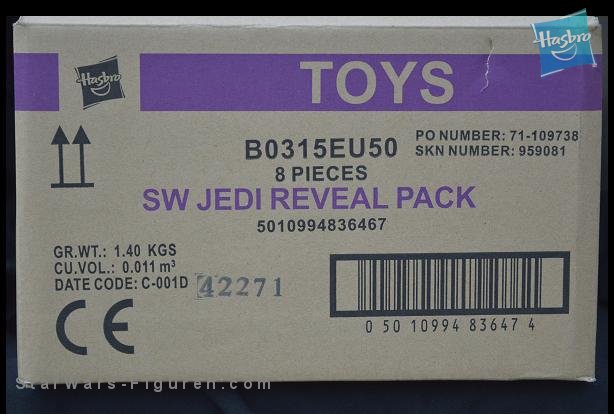 Hasbro
Hasbro
TOYS
B0315EU50
PO NUMBER: 71-109738
SKN NUMBER: 959081
8 PIECES
SW JEDI REVEAL PACK
5010994836467
GR.WT.: 1.40 KGS
CU.VOL.: 0.011 m³
DATE CODE: C-001D 42271
CE
0 50 10994 83647 4
StarWars-Figuren.com